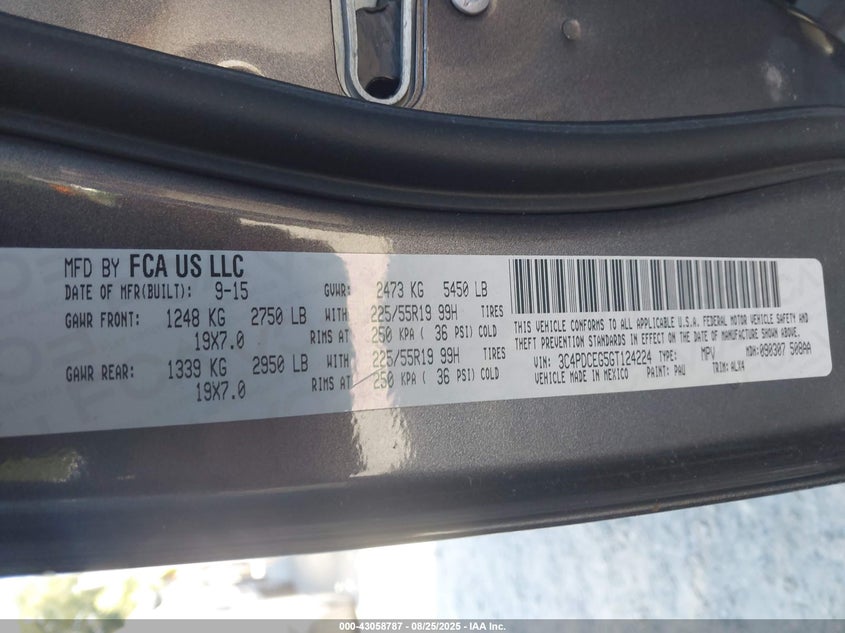 MFD BY FCA US LLC
DATE OF MFR(BUILT): 9-15 GVWR: 2473 KG 5450 LB
GAWR FRONT: 1248 KG 2750 LB WITH 225/55R19 99H TIRES
19X7.0 RIMS AT 250 KPA ( 36 PSI) COLD
GAWR REAR: 1339 KG 2950 LB WITH 225/55R19 99H TIRES
19X7.0 RIMS AT 250 KPA ( 36 PSI) COLD
THIS VEHICLE CONFORMS TO ALL APPLICABLE U.S.A. FEDERAL MOTOR VEHICLE SAFETY AND
THEFT PREVENTION STANDARDS IN EFFECT ON THE DATE OF MANUFACTURE SHOWN ABOVE.
VIN: 3C4PDCEG5GT124224 TYPE: MPV MDH: 090307 508AA
VEHICLE MADE IN MEXICO PAINT: PAU TRIM: ALX4
000-43058787 - 08/25/2025 - IAA Inc.